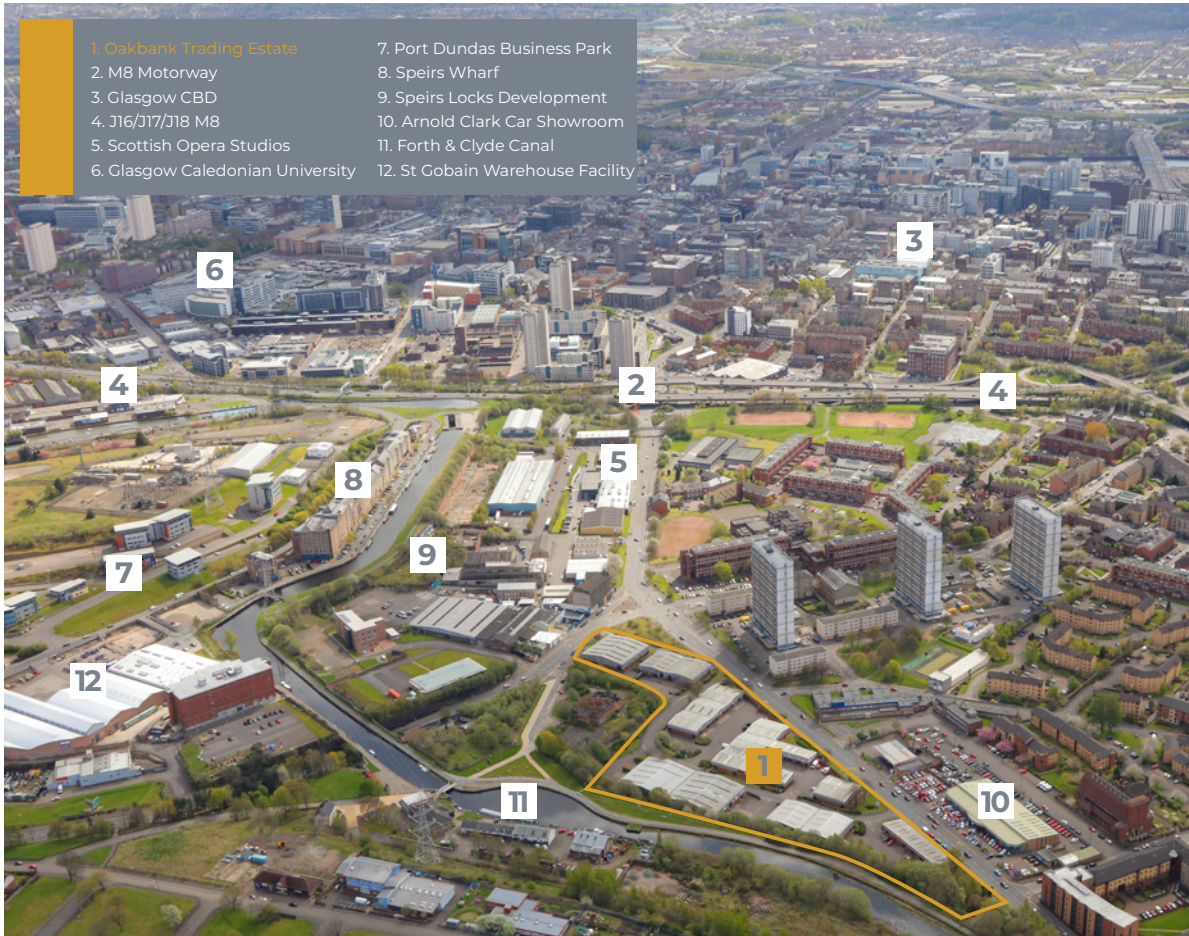 1. Oakbank Trading Estate
2. M8 Motorway
3. Glasgow CBD
4. J16/J17/J18 M8
5. Scottish Opera Studios
6. Glasgow Caledonian University
7. Port Dundas Business Park
8. Speirs Wharf
9. Speirs Locks Development
10. Arnold Clark Car Showroom
11. Forth & Clyde Canal
12. St Gobain Warehouse Facility
3
6
4
2
4
5
8
9
7
12
1
11
10